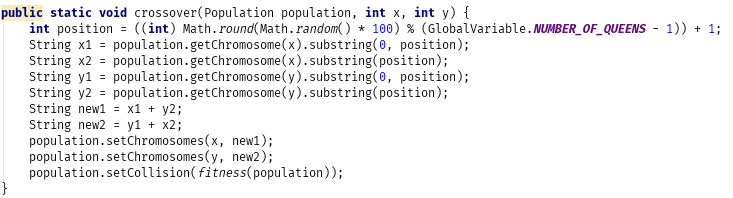 public static void crossover(Population population, int x, int y) {
    int position = ((int) Math.round(Math.random() * 100) % (GlobalVariable.NUMBER_OF_QUEENS - 1)) + 1;
    String x1 = population.getChromosome(x).substring(0, position);
    String x2 = population.getChromosome(x).substring(position);
    String y1 = population.getChromosome(y).substring(0, position);
    String y2 = population.getChromosome(y).substring(position);
    String new1 = x1 + y2;
    String new2 = y1 + x2;
    population.setChromosomes(x, new1);
    population.setChromosomes(y, new2);
    population.setCollision(fitness(population));
}